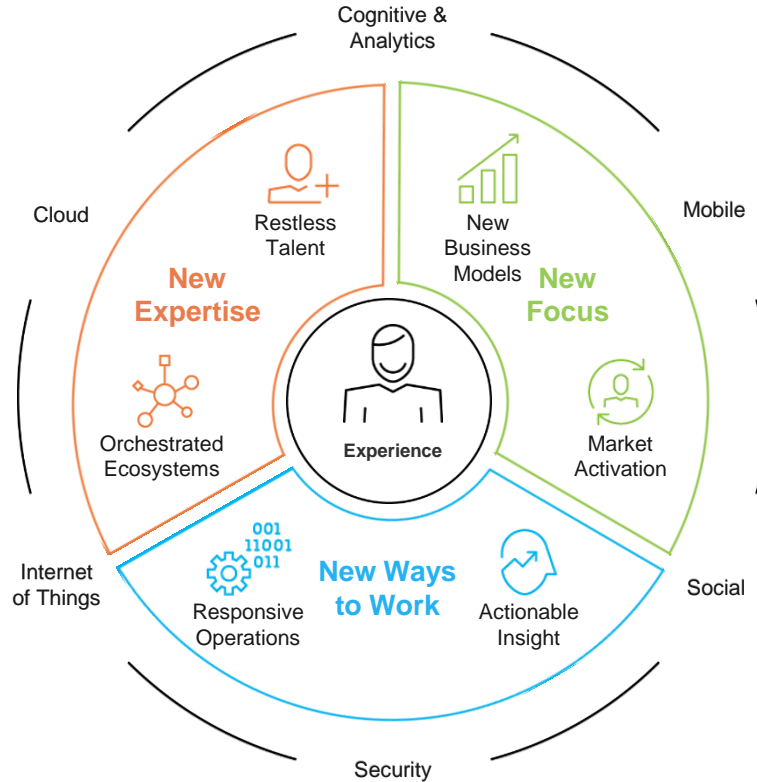 Cognitive &
Analytics
Cloud
Mobile
Restless
Talent
New
Business
Models
New
Expertise
New
Focus
Orchestrated
Ecosystems
Experience
Market
Activation
Internet
of Things
001
11001
011
Responsive
Operations
New Ways
to Work
Actionable
Insight
Social
Security